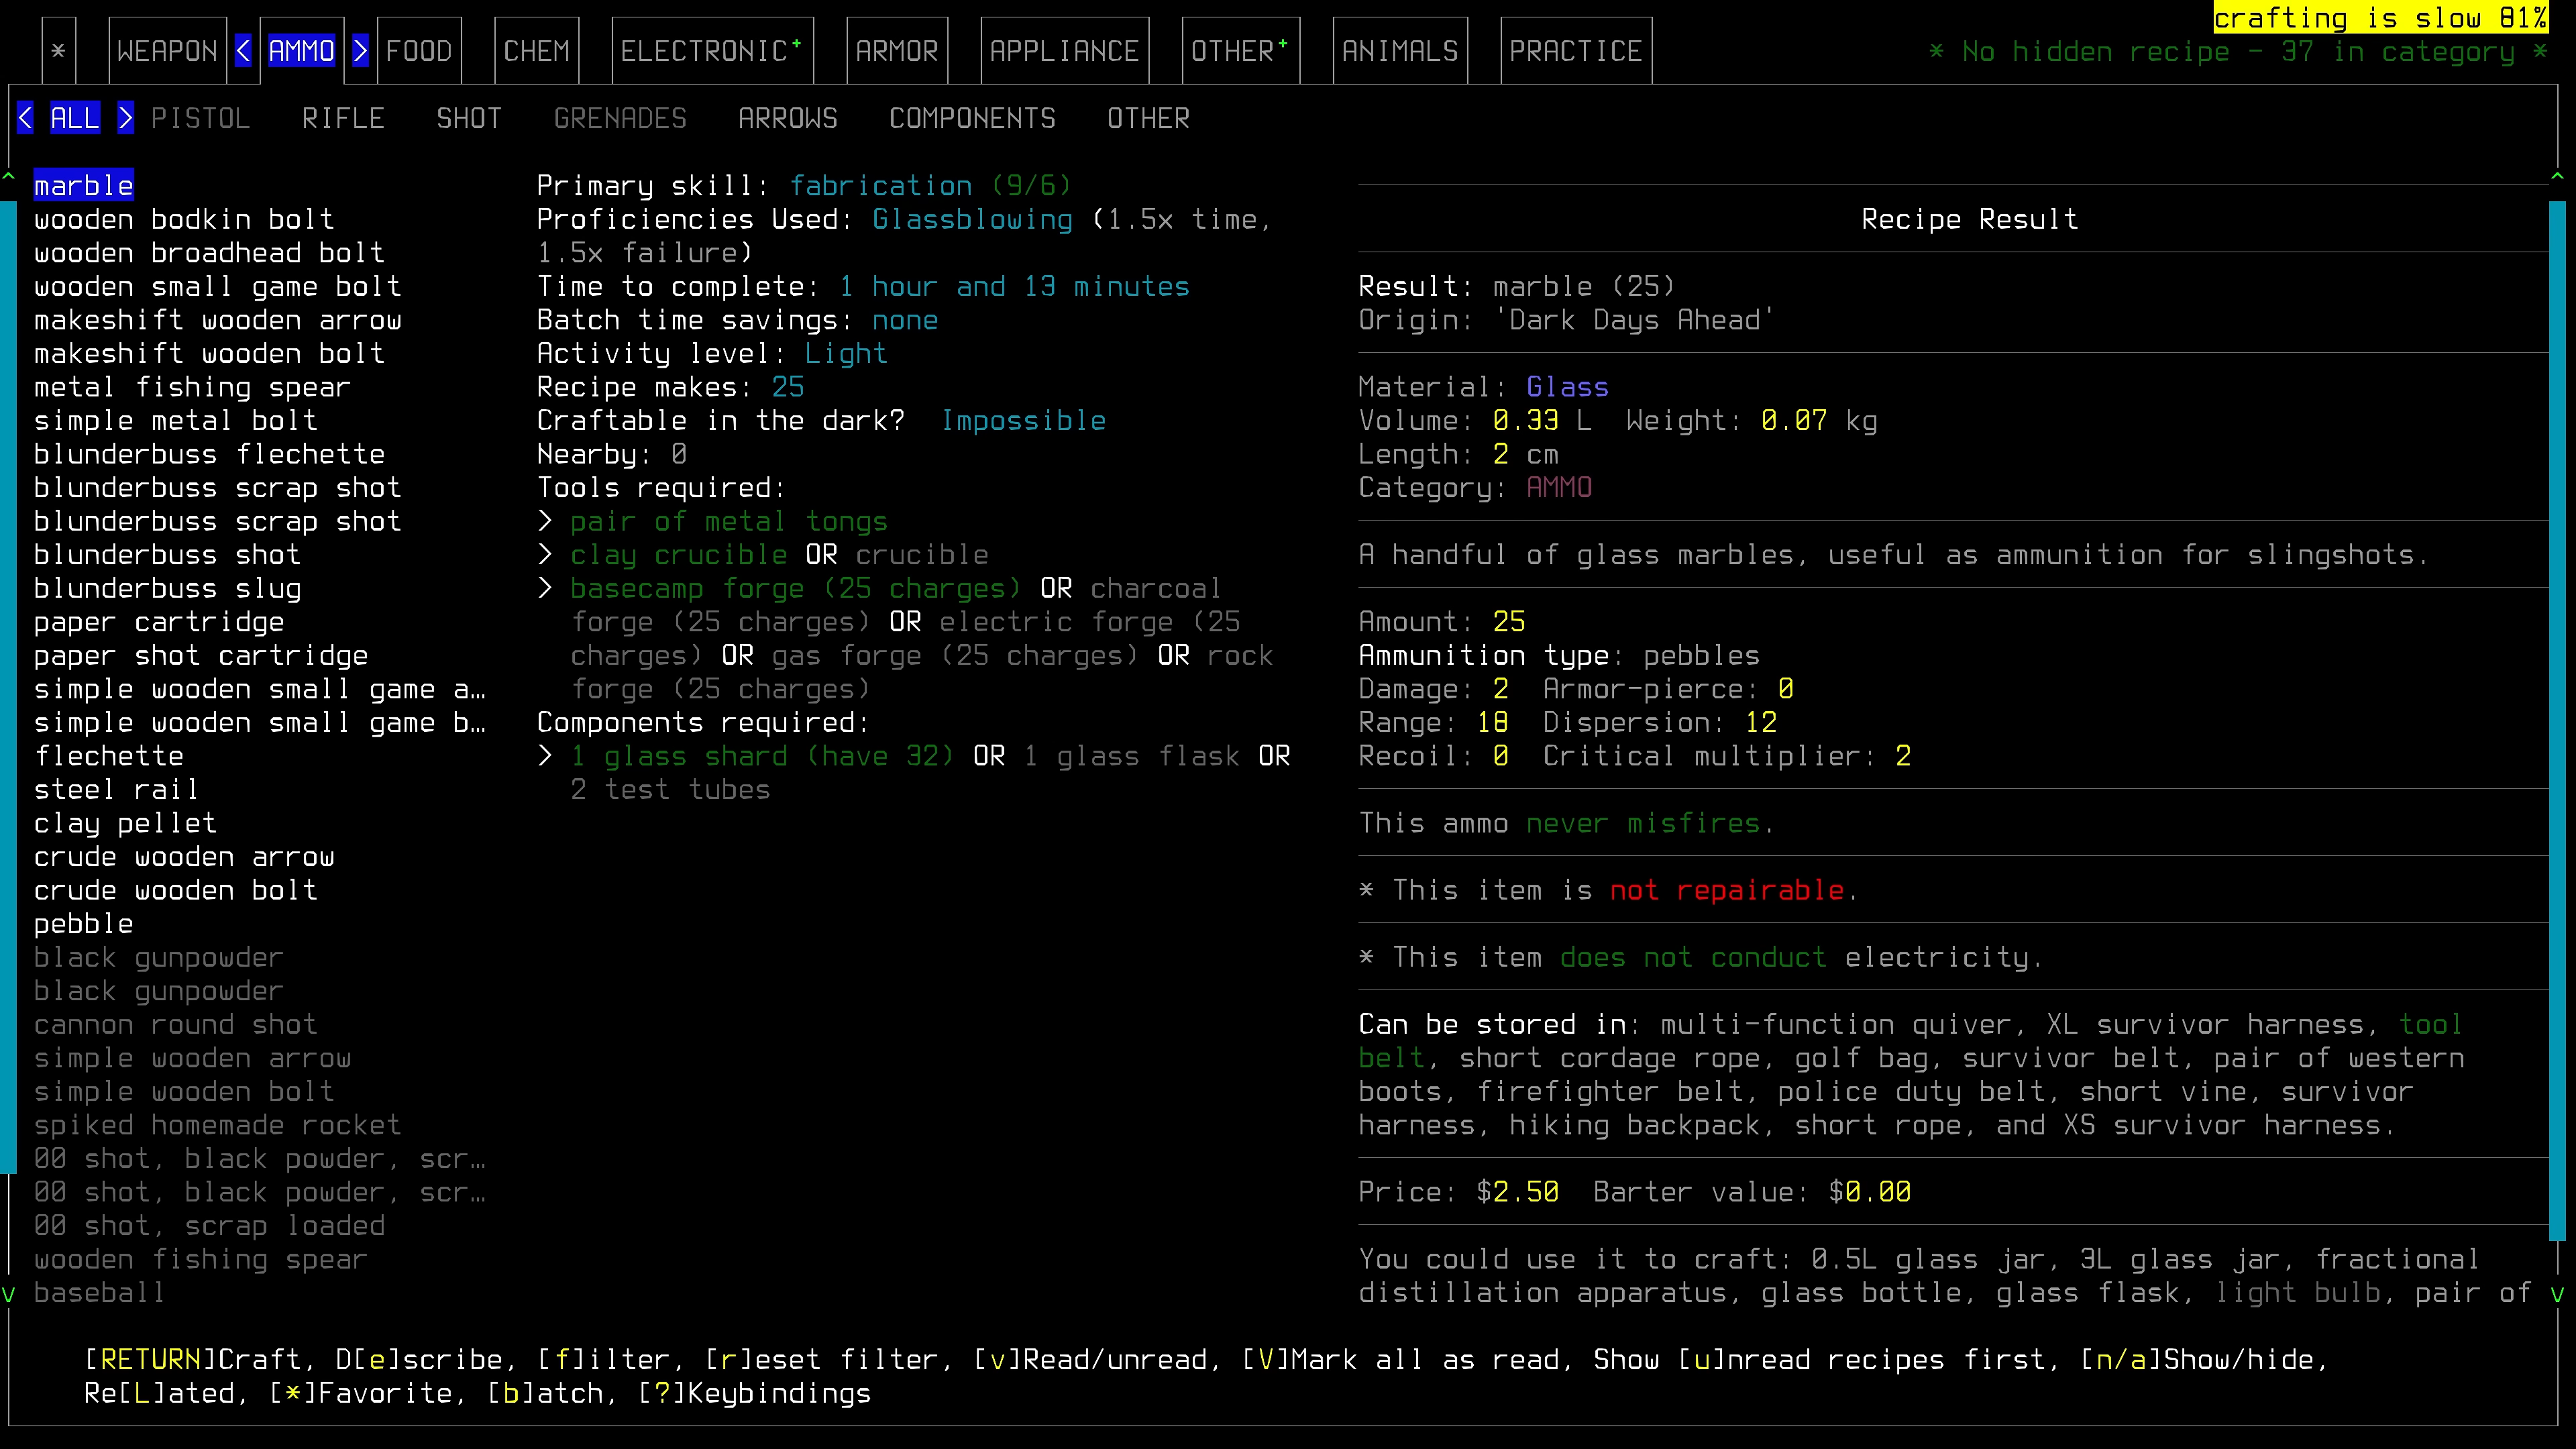 crafting is slow 81%
* WEAPON < AMMO > FOOD CHEM ELECTRONIC+ ARMOR APPLIANCE OTHER+ ANIMALS PRACTICE
* No hidden recipe - 37 in category *
< ALL > PISTOL RIFLE SHOT GRENADES ARROWS COMPONENTS OTHER
marble
wooden bodkin bolt
wooden broadhead bolt
wooden small game bolt
makeshift wooden arrow
makeshift wooden bolt
metal fishing spear
simple metal bolt
blunderbuss flechette
blunderbuss scrap shot
blunderbuss scrap shot
blunderbuss shot
blunderbuss slug
paper cartridge
paper shot cartridge
simple wooden small game a…
simple wooden small game b…
flechette
steel rail
clay pellet
crude wooden arrow
crude wooden bolt
pebble
black gunpowder
black gunpowder
cannon round shot
simple wooden arrow
simple wooden bolt
spiked homemade rocket
00 shot, black powder, scr…
00 shot, black powder, scr…
00 shot, scrap loaded
wooden fishing spear
baseball
Primary skill: fabrication (9/6)
Proficiencies Used: Glassblowing (1.5x time,
1.5x failure)
Time to complete: 1 hour and 13 minutes
Batch time savings: none
Activity level: Light
Recipe makes: 25
Craftable in the dark? Impossible
Nearby: 0
Tools required:
> pair of metal tongs
> clay crucible OR crucible
> basecamp forge (25 charges) OR charcoal
forge (25 charges) OR electric forge (25
charges) OR gas forge (25 charges) OR rock
forge (25 charges)
Components required:
> 1 glass shard (have 32) OR 1 glass flask OR
2 test tubes
Recipe Result
Result: marble (25)
Origin: 'Dark Days Ahead'
Material: Glass
Volume: 0.33 L Weight: 0.07 kg
Length: 2 cm
Category: AMMO
A handful of glass marbles, useful as ammunition for slingshots.
Amount: 25
Ammunition type: pebbles
Damage: 2 Armor-pierce: 0
Range: 18 Dispersion: 12
Recoil: 0 Critical multiplier: 2
This ammo never misfires.
* This item is not repairable.
* This item does not conduct electricity.
Can be stored in: multi-function quiver, XL survivor harness, tool
belt, short cordage rope, golf bag, survivor belt, pair of western
boots, firefighter belt, police duty belt, short vine, survivor
harness, hiking backpack, short rope, and XS survivor harness.
Price: $2.50 Barter value: $0.00
You could use it to craft: 0.5L glass jar, 3L glass jar, fractional
distillation apparatus, glass bottle, glass flask, light bulb, pair of
[RETURN]Craft, D[e]scribe, [f]ilter, [r]eset filter, [v]Read/unread, [V]Mark all as read, Show [u]nread recipes first, [n/a]Show/hide,
Re[L]ated, [*]Favorite, [b]atch, [?]Keybindings